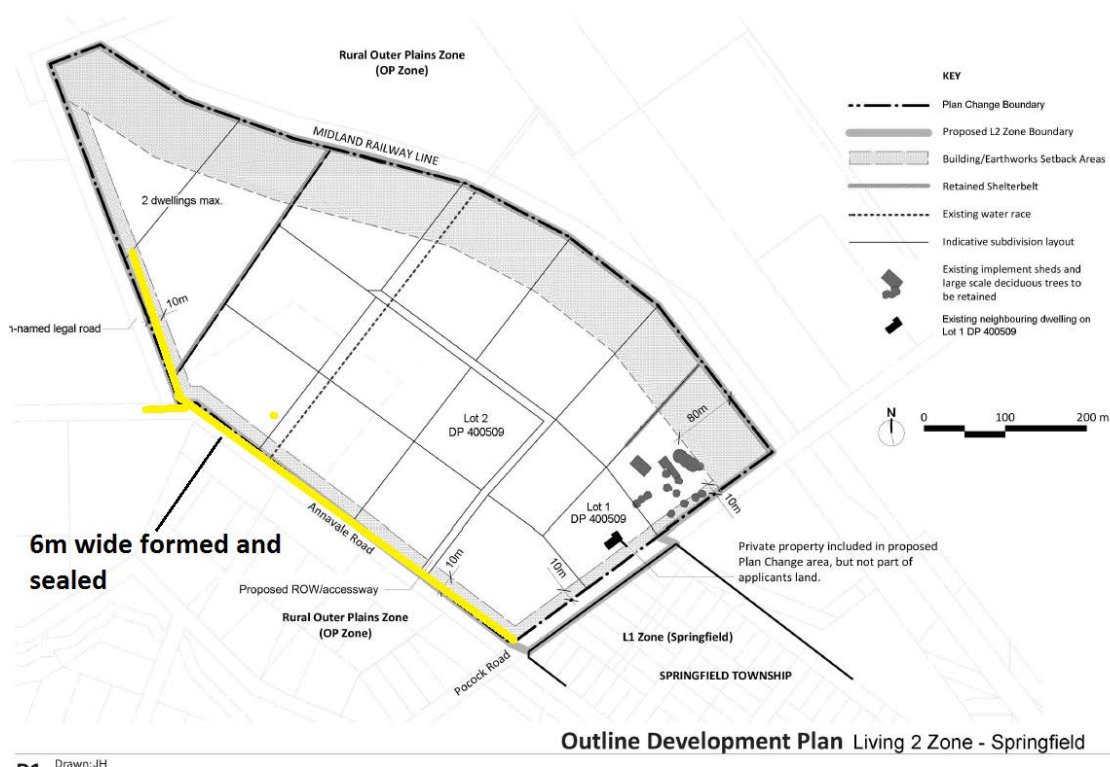 Rural Outer Plains Zone
(OP Zone)
MIDLAND RAILWAY LINE
2 dwellings max.
10m
n-named legal road
Lot 2
DP 400509
80m
Lot 1
DP 400509
10m
Annavale Road
6m wide formed and
sealed
10m
10m
Proposed ROW/accessway
Private property included in proposed
Plan Change area, but not part of
applicants land.
Rural Outer Plains Zone
(OP Zone)
L1 Zone (Springfield)
Pocock Road
SPRINGFIELD TOWNSHIP
KEY
Plan Change Boundary
Proposed L2 Zone Boundary
Building/Earthworks Setback Areas
Retained Shelterbelt
Existing water race
Indicative subdivision layout
Existing implement sheds and
large scale deciduous trees to
be retained
Existing neighbouring dwelling on
Lot 1 DP 400509
N
0 100 200 m
Outline Development Plan Living 2 Zone - Springfield
Drawn: JH